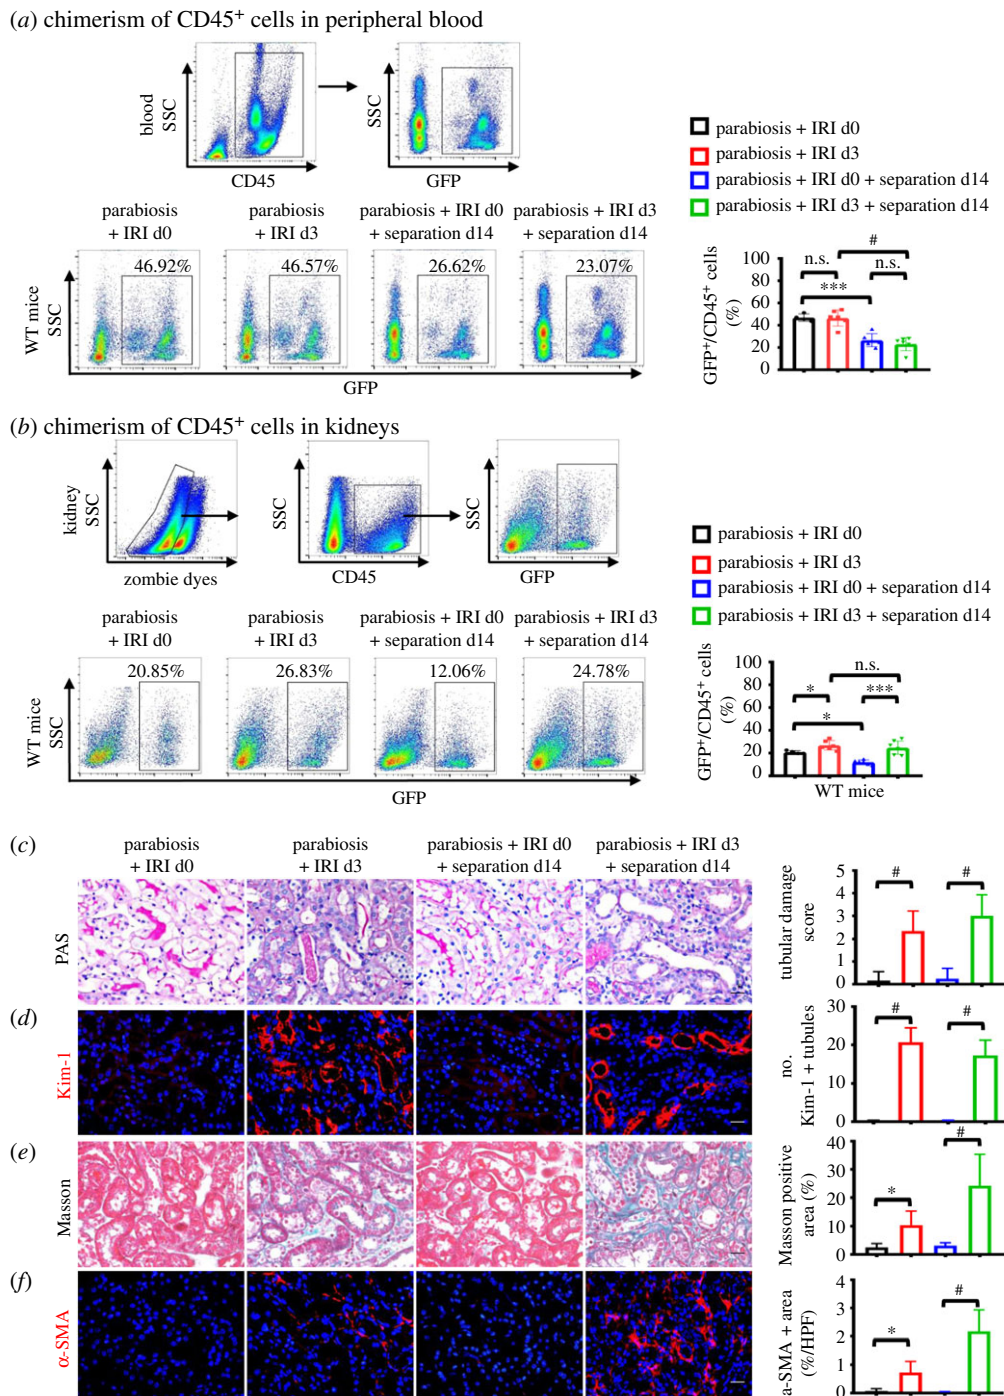 (a) chimerism of CD45+ cells in peripheral blood
blood
SSC
CD45
SSC
GFP
parabiosis + IRI d0
parabiosis + IRI d3
parabiosis + IRI d0 + separation d14
parabiosis + IRI d3 + separation d14
parabiosis
+ IRI d0
parabiosis
+ IRI d3
parabiosis + IRI d0
+ separation d14
parabiosis + IRI d3
+ separation d14
WT mice
SSC
46.92%
46.57%
26.62%
23.07%
GFP
GFP+/CD45+ cells
(%)
100
80
60
40
20
0
n.s.
***
#
n.s.
(b) chimerism of CD45+ cells in kidneys
kidney
SSC
zombie dyes
SSC
CD45
SSC
GFP
parabiosis + IRI d0
parabiosis + IRI d3
parabiosis + IRI d0 + separation d14
parabiosis + IRI d3 + separation d14
parabiosis
+ IRI d0
parabiosis
+ IRI d3
parabiosis + IRI d0
+ separation d14
parabiosis + IRI d3
+ separation d14
WT mice
SSC
20.85%
26.83%
12.06%
24.78%
GFP
GFP+/CD45+ cells
(%)
100
80
60
40
20
0
n.s.
*
***
*
WT mice
(c)
parabiosis
+ IRI d0
parabiosis
+ IRI d3
parabiosis + IRI d0
+ separation d14
parabiosis + IRI d3
+ separation d14
PAS
tubular damage
score
5
4
3
2
1
0
#
#
(d)
Kim-1
no.
Kim-1 + tubules
30
20
10
0
#
#
(e)
Masson
Masson positive
area (%)
40
30
20
10
0
*
#
(f)
α-SMA
a-SMA + area
(%/HPF)
4
3
2
1
0
*
#